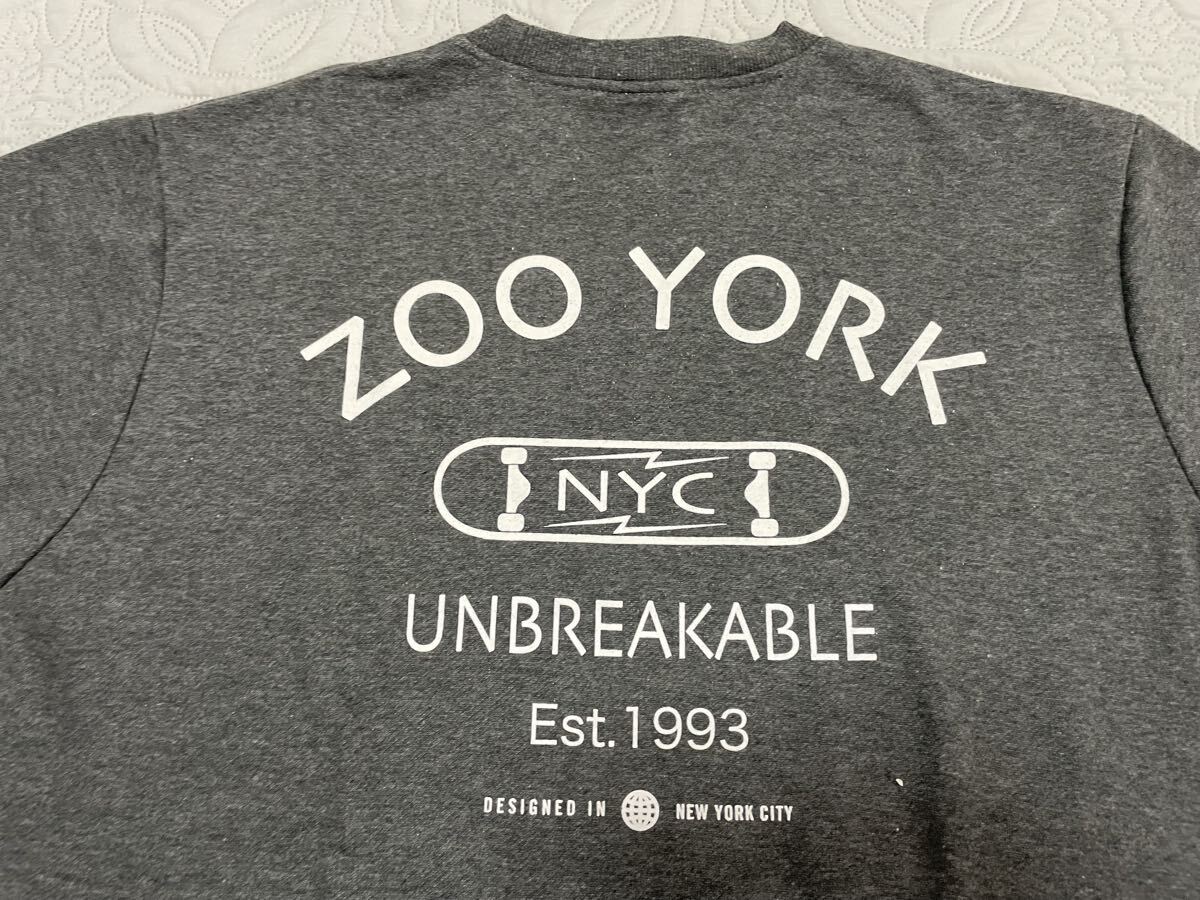 ZOO YORK
NYC
UNBREAKABLE
Est.1993
DESIGNED IN NEW YORK CITY